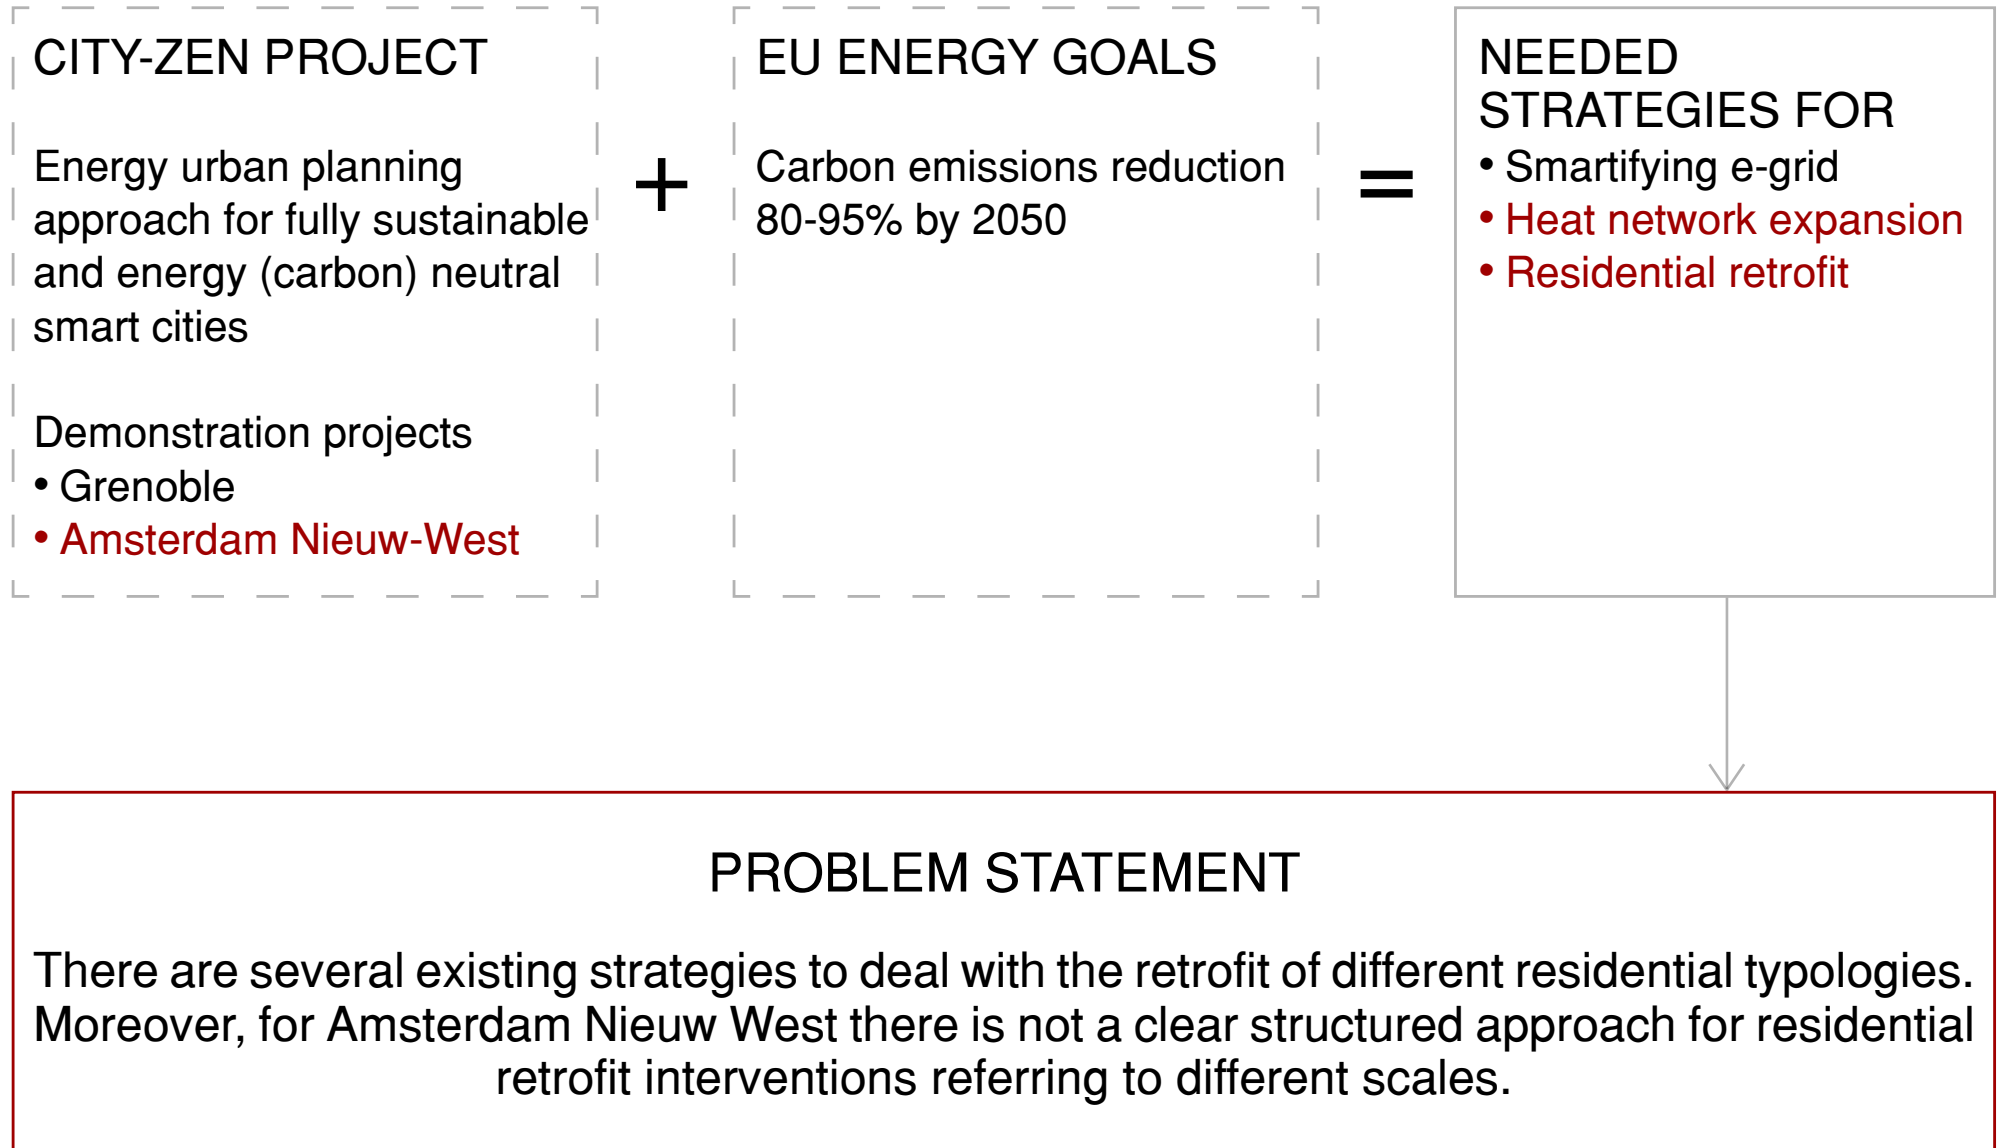 CITY-ZEN PROJECT
Energy urban planning
approach for fully sustainable
and energy (carbon) neutral
smart cities
Demonstration projects
• Grenoble
• Amsterdam Nieuw-West
+
EU ENERGY GOALS
Carbon emissions reduction
80-95% by 2050
=
NEEDED
STRATEGIES FOR
• Smartifying e-grid
• Heat network expansion
• Residential retrofit
PROBLEM STATEMENT
There are several existing strategies to deal with the retrofit of different residential typologies.
Moreover, for Amsterdam Nieuw West there is not a clear structured approach for residential
retrofit interventions referring to different scales.